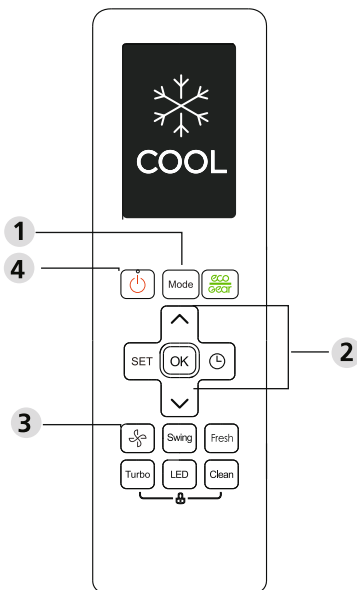 COOL
1
4
Mode
eco
Gear
SET
OK
2
3
Swing
Fresh
Turbo
LED
Clean